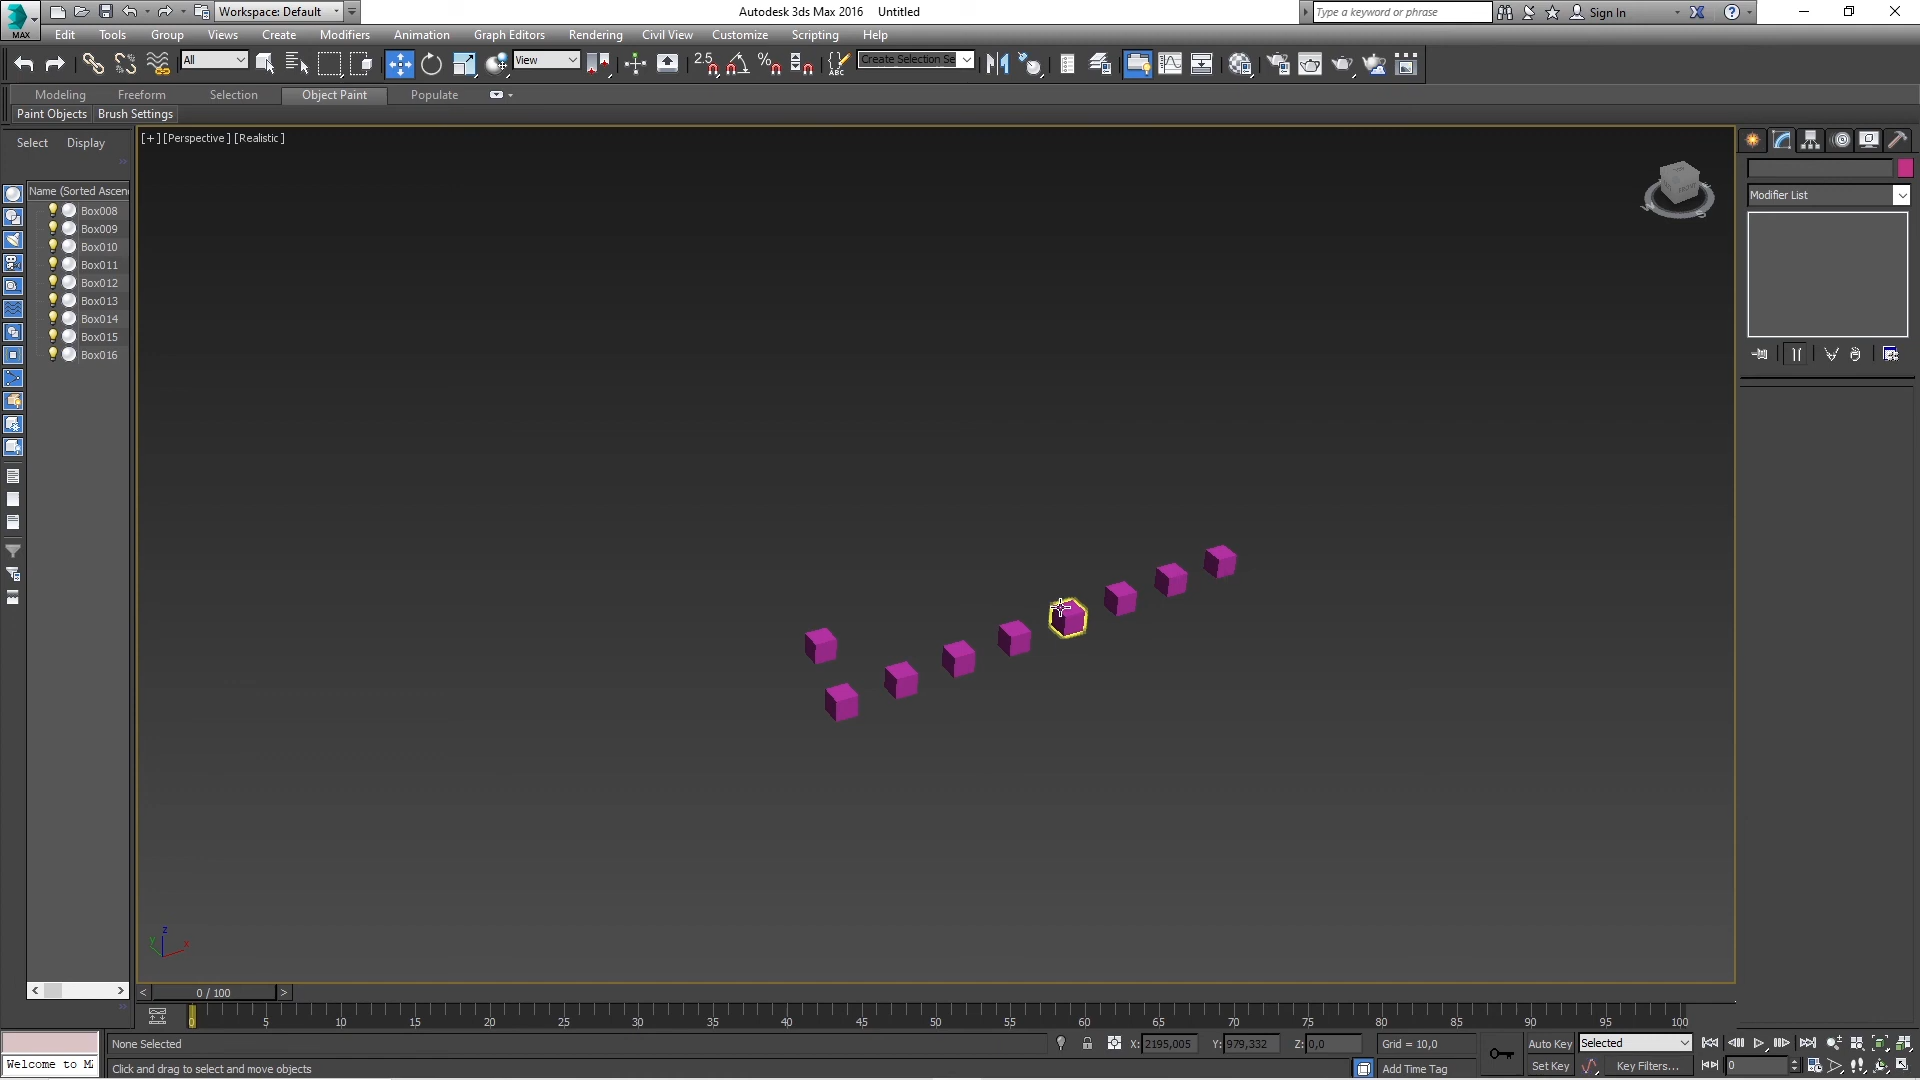 Workspace: Default
Autodesk 3ds Max 2016 Untitled
Type a keyword or phrase
Sign In
MAX
Edit Tools Group Views Create Modifiers Animation Graph Editors Rendering Civil View Customize Scripting Help
All
View
2.5
%
ABC
Create Selection Se
Modeling Freeform Selection Object Paint Populate
Paint Objects Brush Settings
Select Display
[+] [Perspective] [Realistic]
Name (Sorted Ascen
Box008
Box009
Box010
Box011
Box012
Box013
Box014
Box015
Box016
Modifier List
FRONT
z
y x
< 0 / 100 >
0 5 10 15 20 25 30 35 40 45 50 55 60 65 70 75 80 85 90 95 100
None Selected
X: 2195,005 Y: 979,332 Z: 0,0 Grid = 10,0
Auto Key Selected
Welcome to M
Click and drag to select and move objects
Add Time Tag
Set Key Key Filters... 0